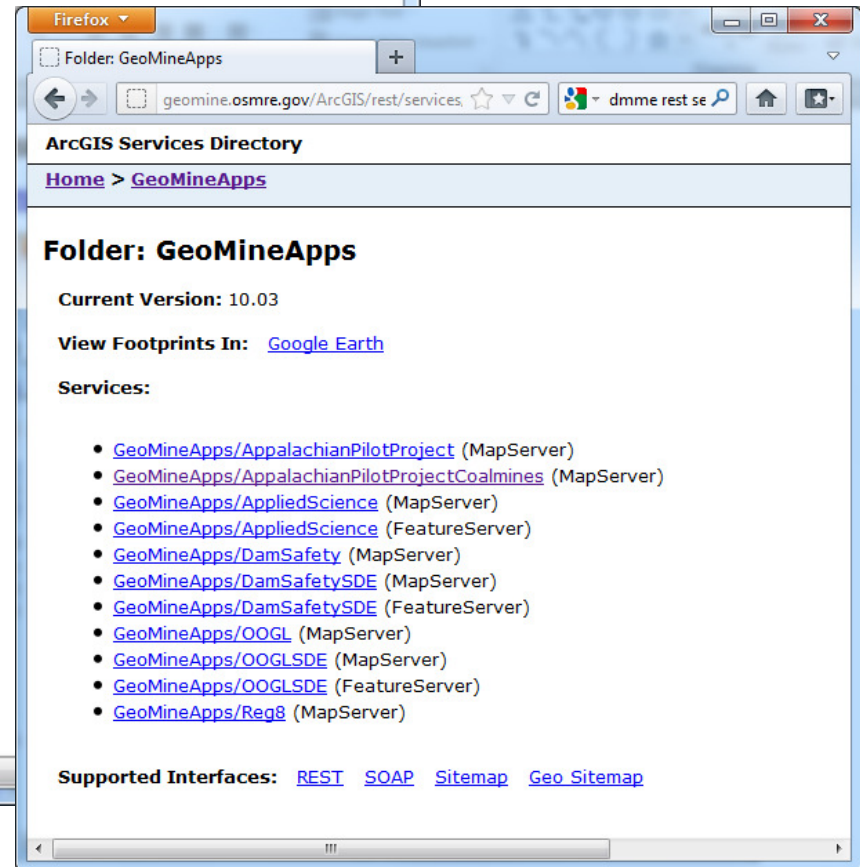 Firefox
Folder: GeoMineApps
geomine.osmre.gov/ArcGIS/rest/services, dmme rest se
ArcGIS Services Directory
Home > GeoMineApps
Folder: GeoMineApps
Current Version: 10.03
View Footprints In: Google Earth
Services:
• GeoMineApps/AppalachianPilotProject (MapServer)
• GeoMineApps/AppalachianPilotProjectCoalmines (MapServer)
• GeoMineApps/AppliedScience (MapServer)
• GeoMineApps/AppliedScience (FeatureServer)
• GeoMineApps/DamSafety (MapServer)
• GeoMineApps/DamSafetySDE (MapServer)
• GeoMineApps/DamSafetySDE (FeatureServer)
• GeoMineApps/OOGL (MapServer)
• GeoMineApps/OOGLSDE (MapServer)
• GeoMineApps/OOGLSDE (FeatureServer)
• GeoMineApps/Reg8 (MapServer)
Supported Interfaces: REST SOAP Sitemap Geo Sitemap